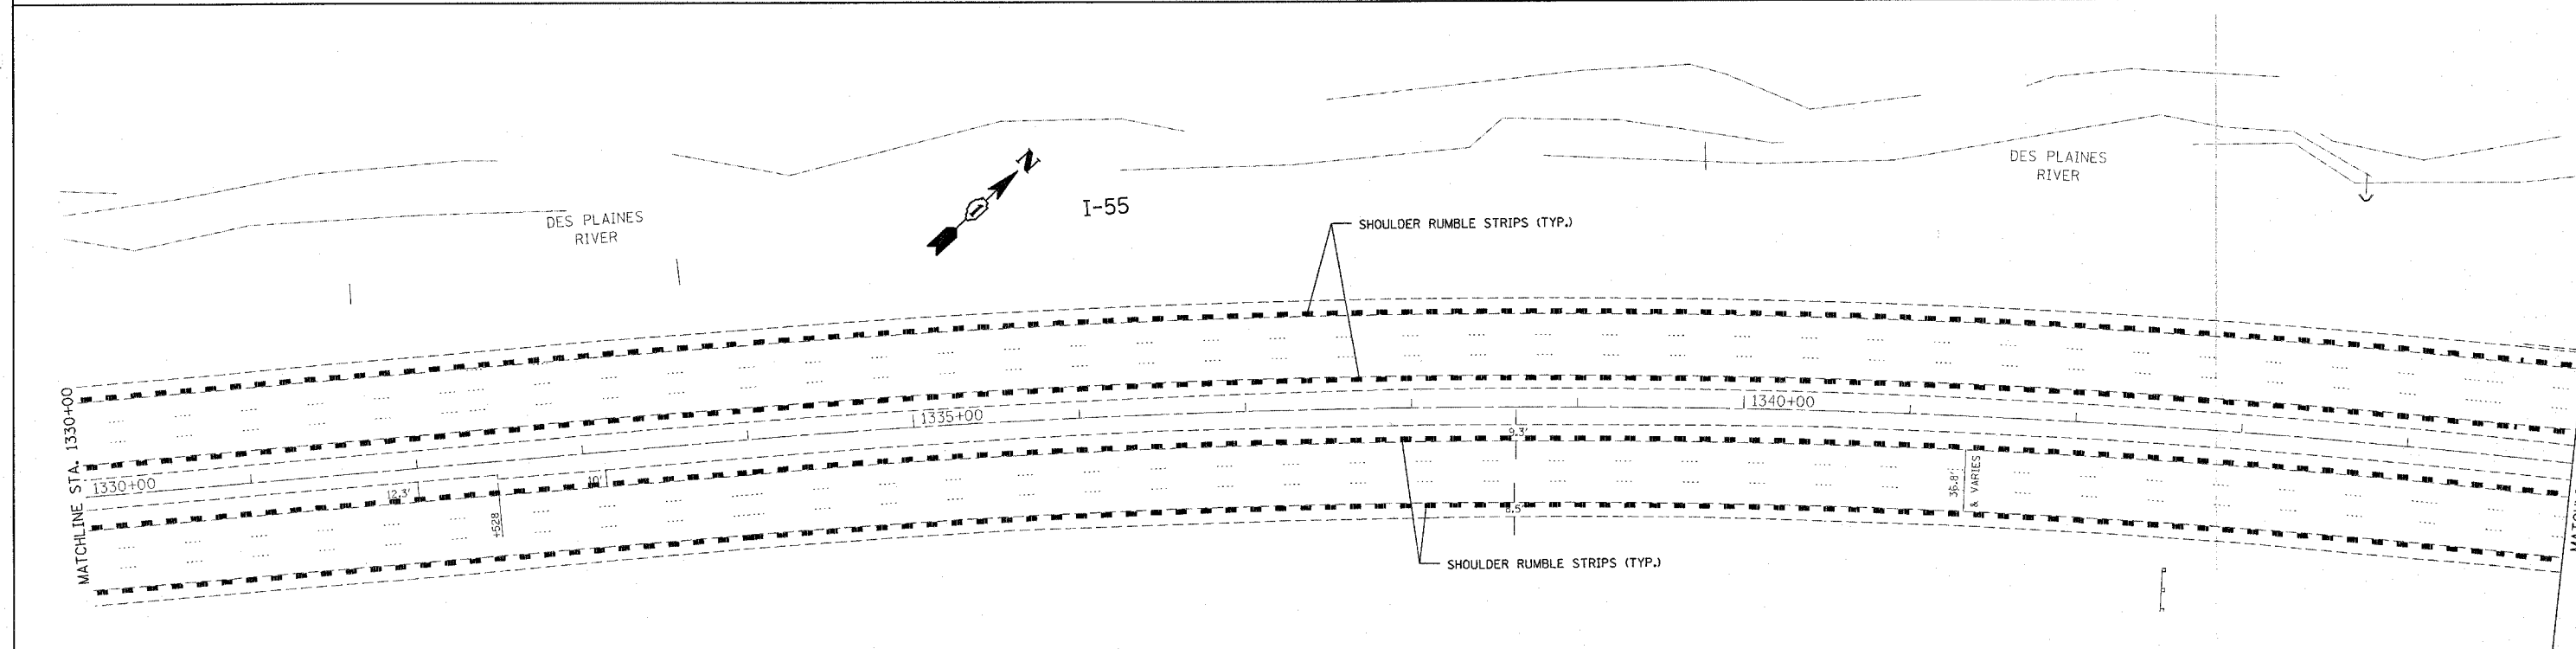 DES PLAINES
RIVER
N
1
I-55
SHOULDER RUMBLE STRIPS (TYP.)
DES PLAINES
RIVER
MATCHLINE STA. 1330+00
1330+00
12.3'
+528
10'
1335+00
9.3'
8.5'
1340+00
36.8'
& VARIES
SHOULDER RUMBLE STRIPS (TYP.)